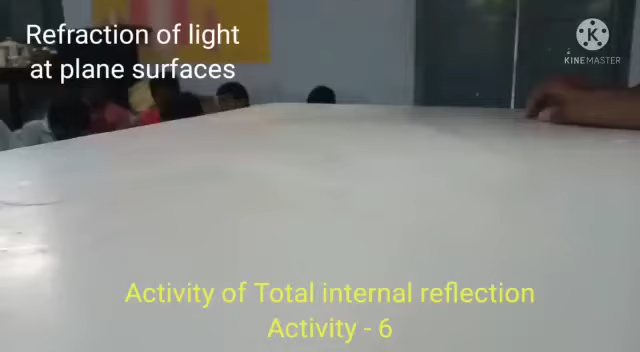 Refraction of light
at plane surfaces
K
KINEMASTER
Activity of Total internal reflection
Activity - 6